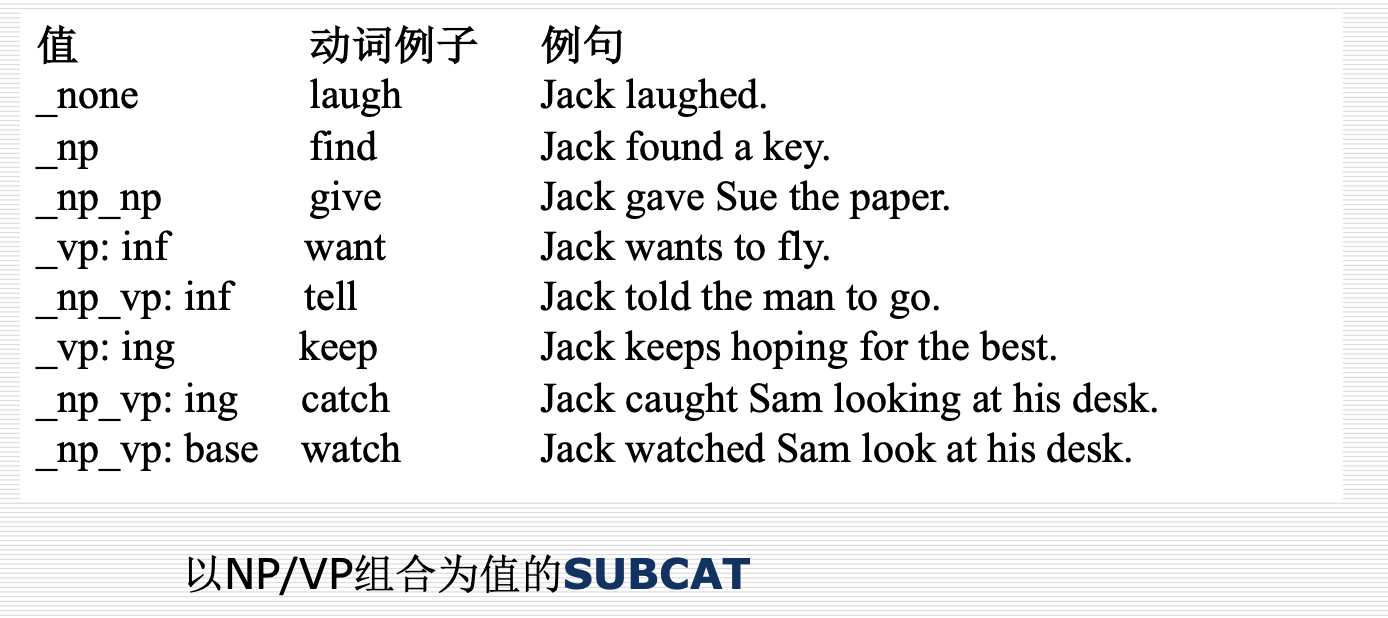 值 动词例子 例句
_none laugh Jack laughed.
_np find Jack found a key.
_np_np give Jack gave Sue the paper.
_vp: inf want Jack wants to fly.
_np_vp: inf tell Jack told the man to go.
_vp: ing keep Jack keeps hoping for the best.
_np_vp: ing catch Jack caught Sam looking at his desk.
_np_vp: base watch Jack watched Sam look at his desk.
以NP/VP组合为值的SUBCAT